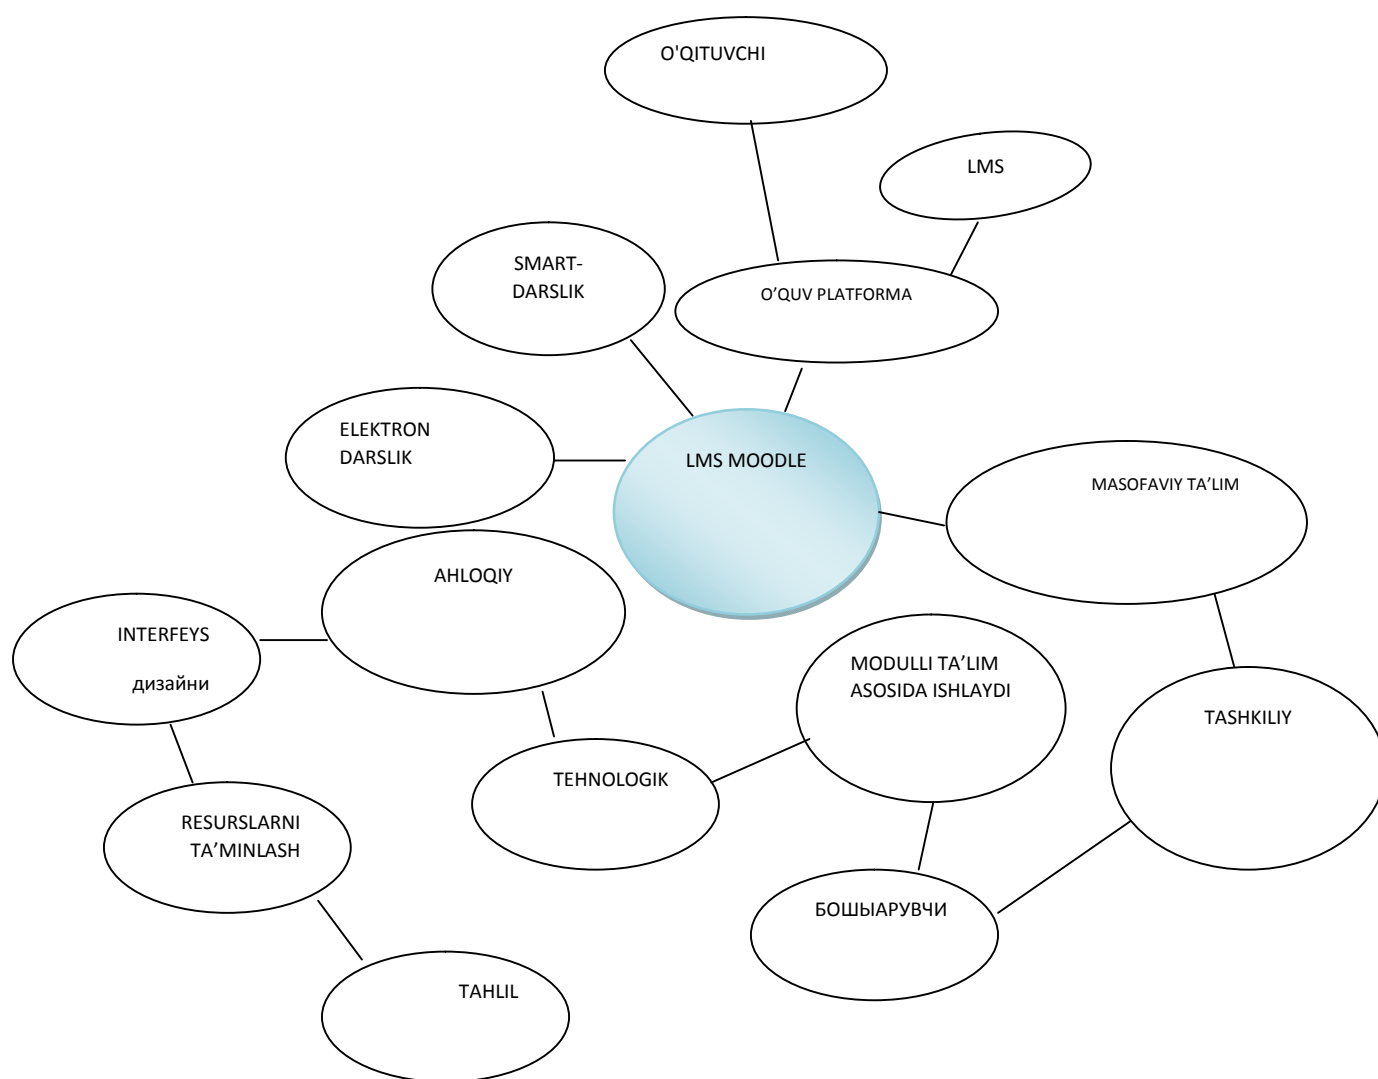 O'QITUVCHI
LMS
SMART-
DARSLIK
O’QUV PLATFORMA
ELEKTRON
DARSLIK
LMS MOODLE
MASOFAVIY TA’LIM
AHLOQIY
INTERFEYS
дизайни
MODULLI TA’LIM
ASOSIDA ISHLAYDI
TASHKILIY
TEHNOLOGIK
RESURSLARNI
TA’MINLASH
БОШЫАРУВЧИ
TAHLIL